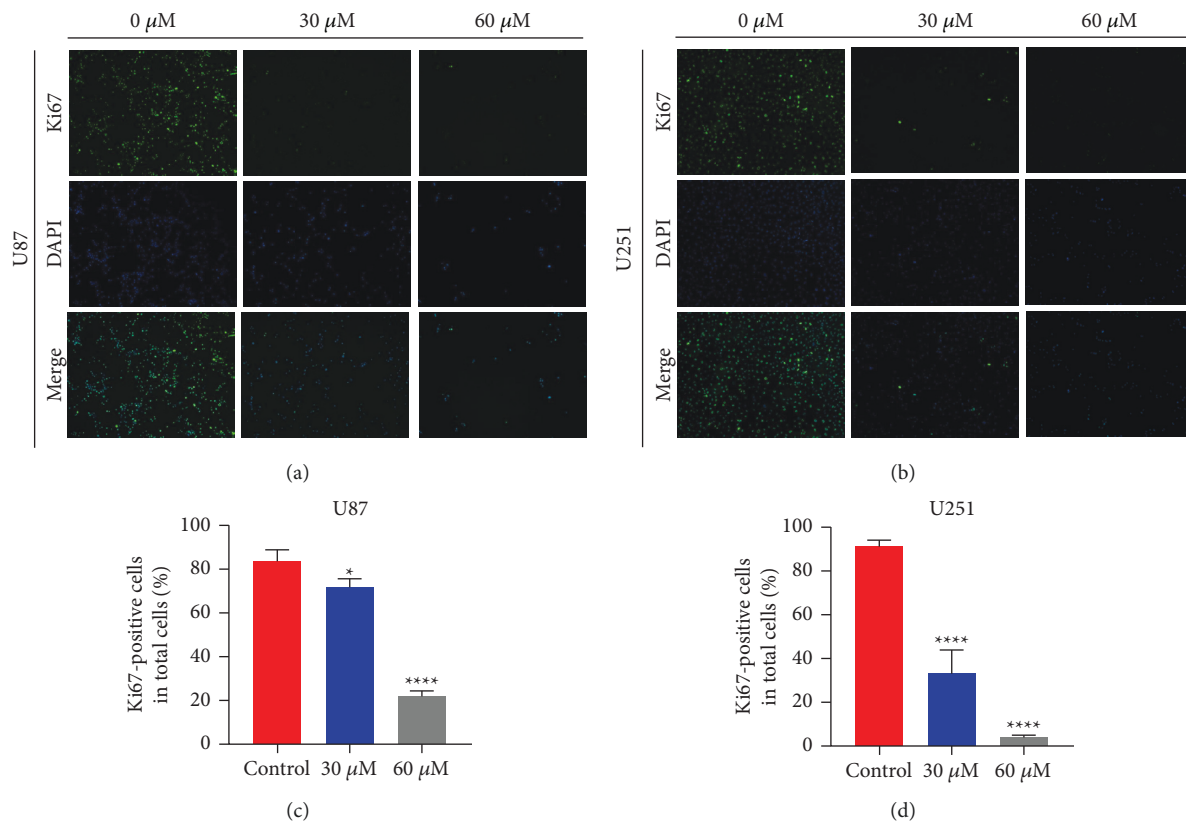 0 μM 30 μM 60 μM
U87
Ki67
DAPI
Merge
(a)
0 μM 30 μM 60 μM
U251
Ki67
DAPI
Merge
(b)
U87
Ki67-positive cells
in total cells (%)
100
80
60
40
20
0
*
****
Control 30 μM 60 μM
(c)
U251
Ki67-positive cells
in total cells (%)
100
80
60
40
20
0
****
****
Control 30 μM 60 μM
(d)